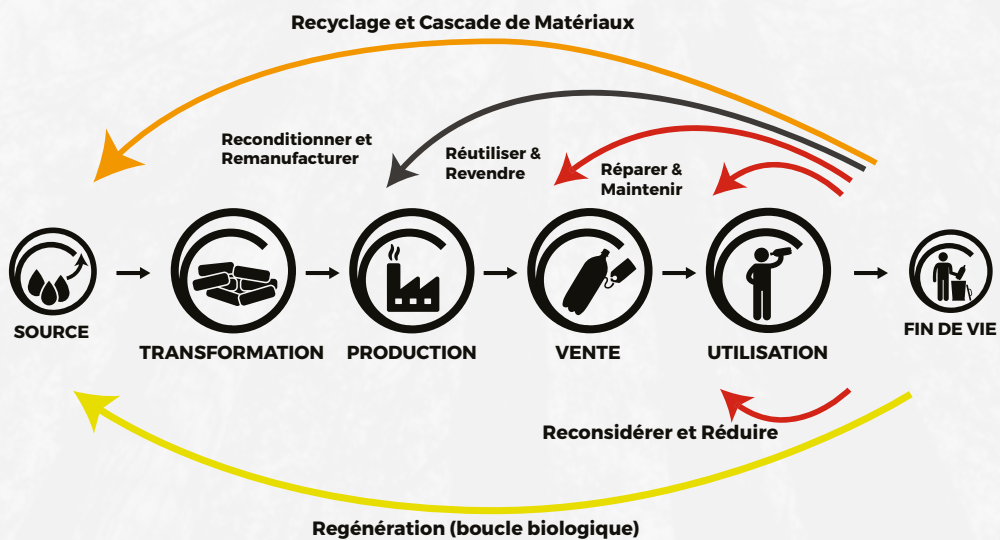 Recyclage et Cascade de Matériaux
Reconditionner et
Remanufacturer
Réutiliser &
Revendre
Réparer &
Maintenir
SOURCE
TRANSFORMATION
PRODUCTION
VENTE
UTILISATION
FIN DE VIE
Reconsidérer et Réduire
Regénération (boucle biologique)